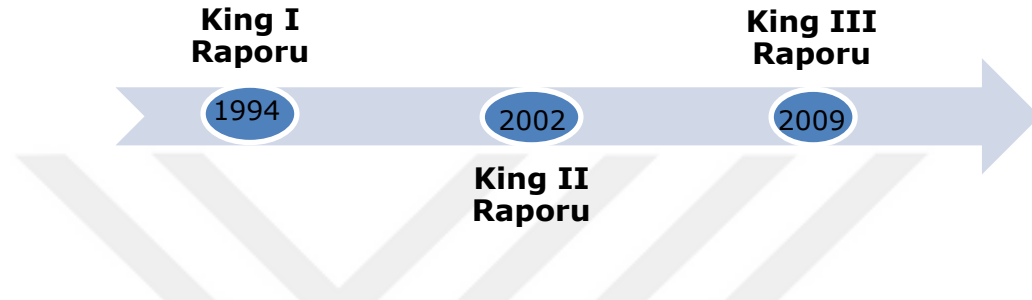 King I
Raporu
King III
Raporu
1994
2002
2009
King II
Raporu